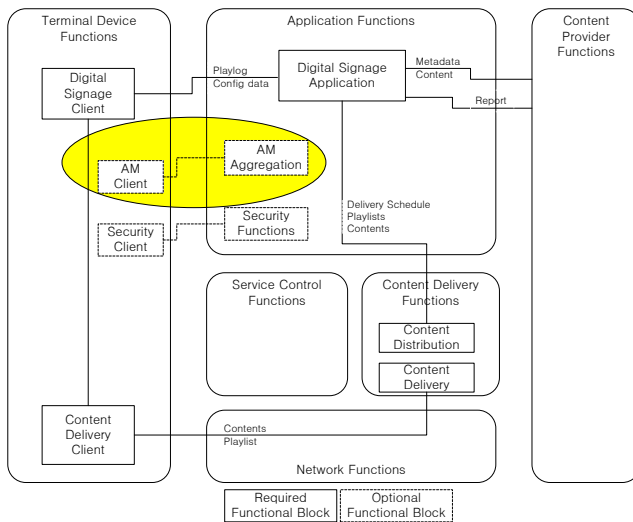 Terminal Device
Functions
Application Functions
Content
Provider
Functions
Digital
Signage
Client
Playlog
Config data
Digital Signage
Application
Metadata
Content
Report
AM
Client
AM
Aggregation
Security
Client
Security
Functions
Delivery Schedule
Playlists
Contents
Service Control
Functions
Content Delivery
Functions
Content
Distribution
Content
Delivery
Content
Delivery
Client
Contents
Playlist
Network Functions
Required
Functional Block
Optional
Functional Block